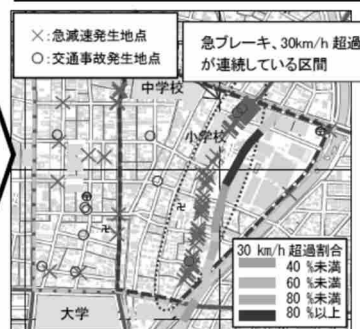 ×:急減速発生地点
○:交通事故発生地点
急ブレーキ、30km/h 超過
が連続している区間
中学校
小学校
大学
30 km/h 超過割合
40 %未満
60 %未満
80 %未満
80 %以上